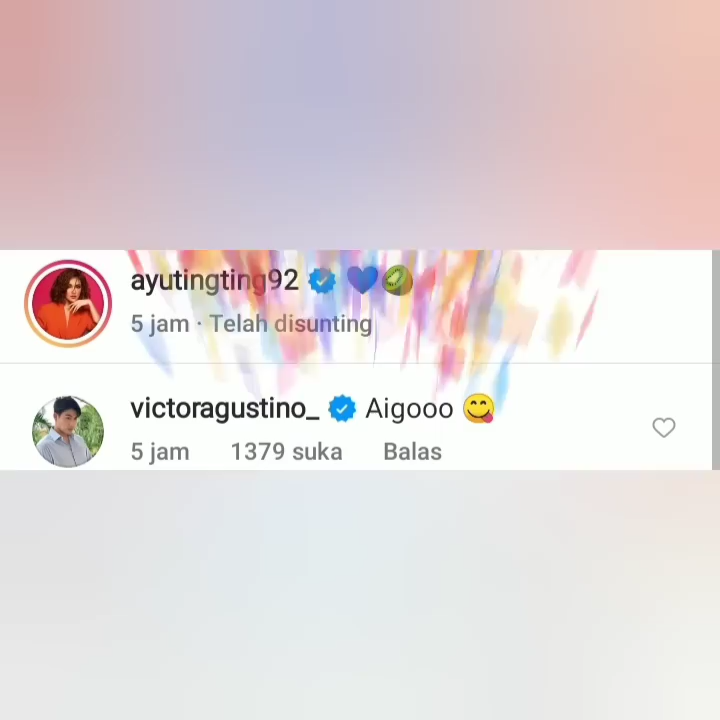 ayutingting92 💙🥝
5 jam · Telah disunting
victoragustino_ Aigooo 😋
5 jam 1379 suka Balas